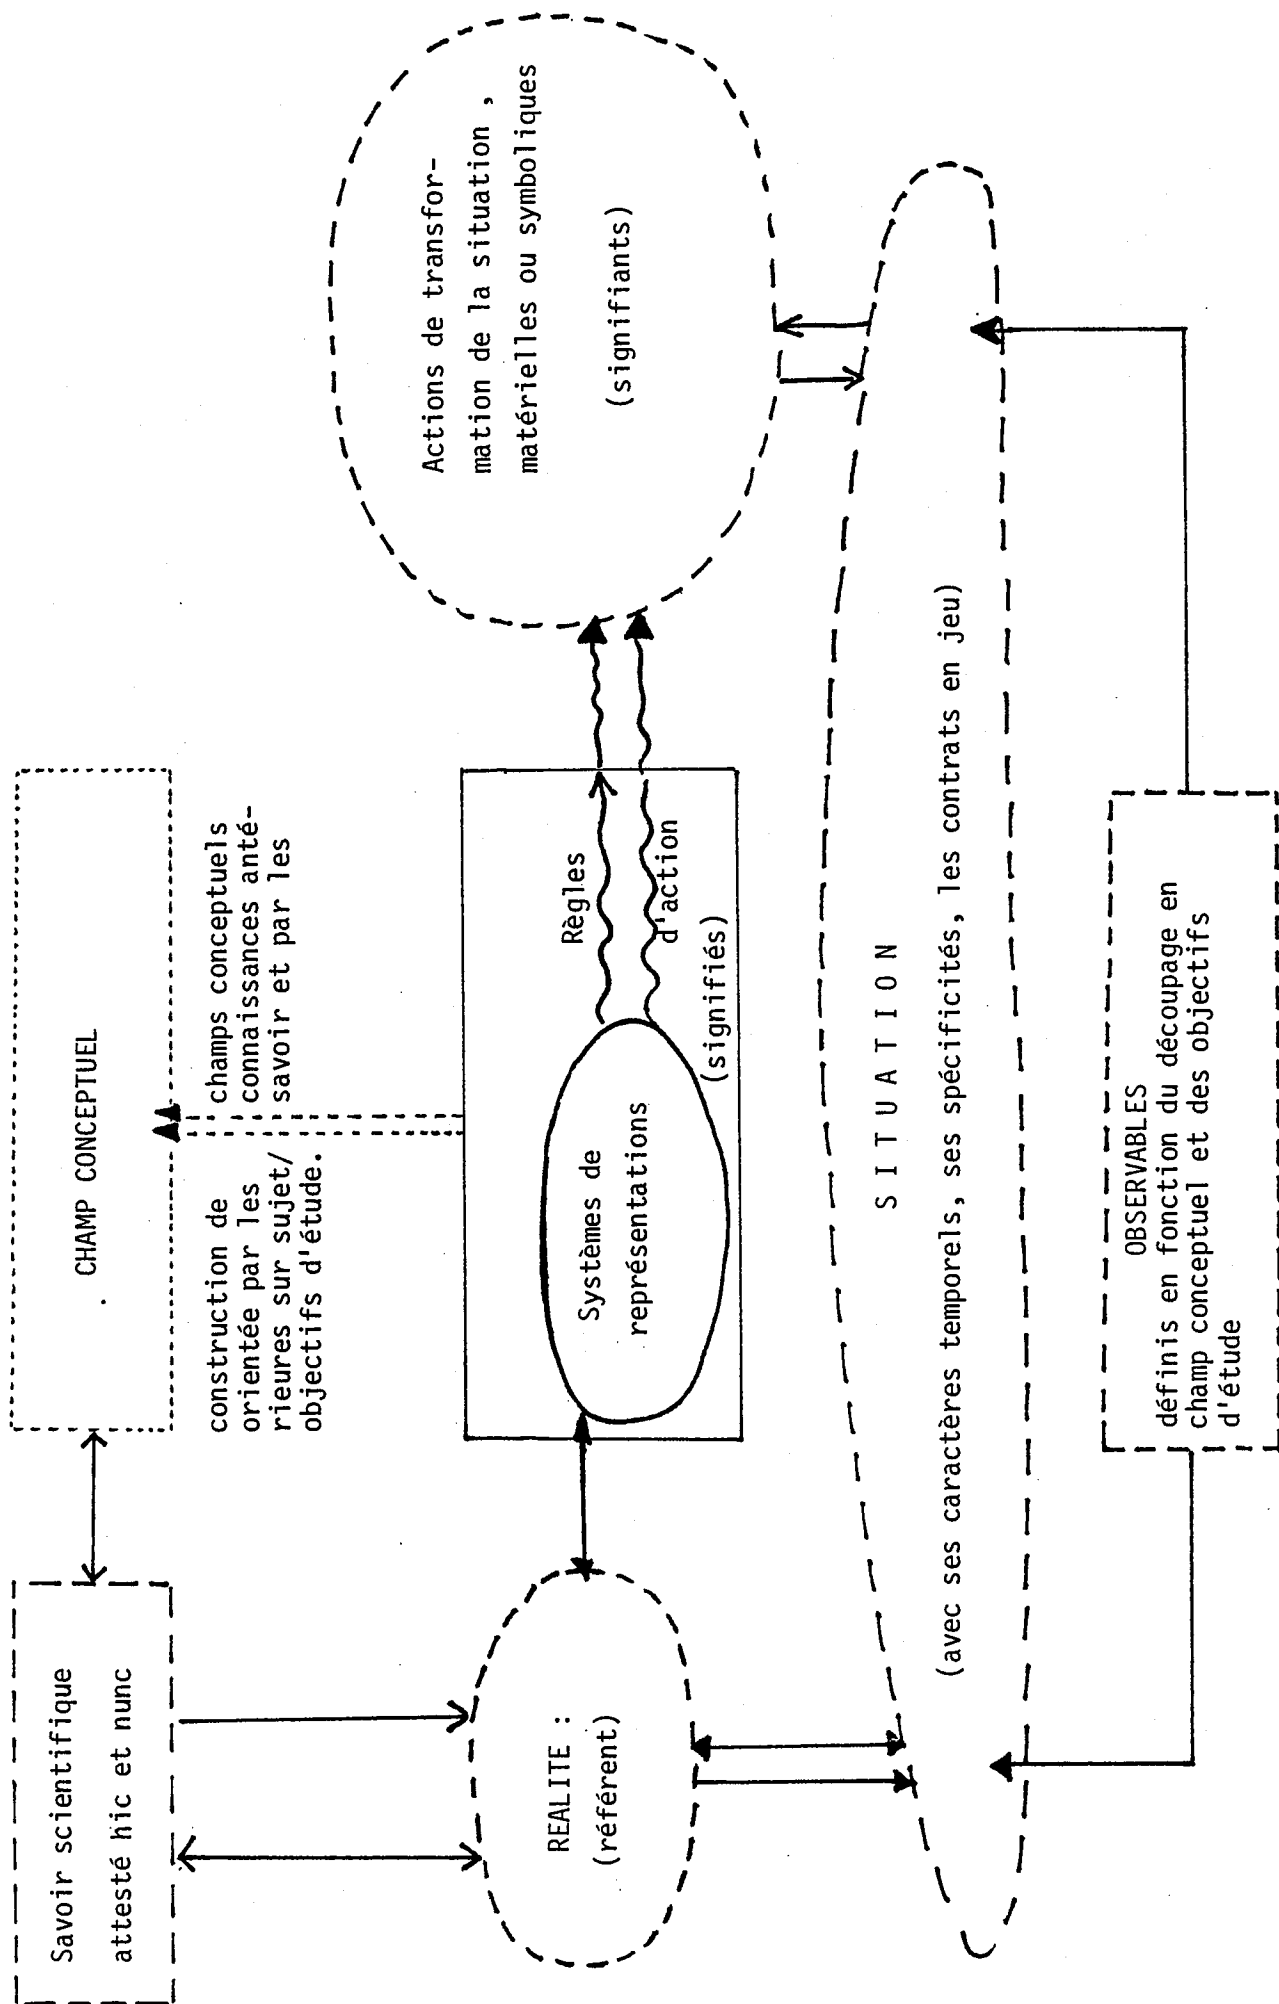 Savoir scientifique
attesté hic et nunc
CHAMP CONCEPTUEL
construction de champs conceptuels
orientée par les connaissances anté-
rieures sur sujet/ savoir et par les
objectifs d'étude.
REALITE :
(référent)
Systèmes de
représentations
Règles
d'action
(signifiés)
Actions de transfor-
mation de la situation ,
matérielles ou symboliques
(signifiants)
S I T U A T I O N
(avec ses caractères temporels, ses spécificités, les contrats en jeu)
OBSERVABLES
définis en fonction du découpage en
champ conceptuel et des objectifs
d'étude